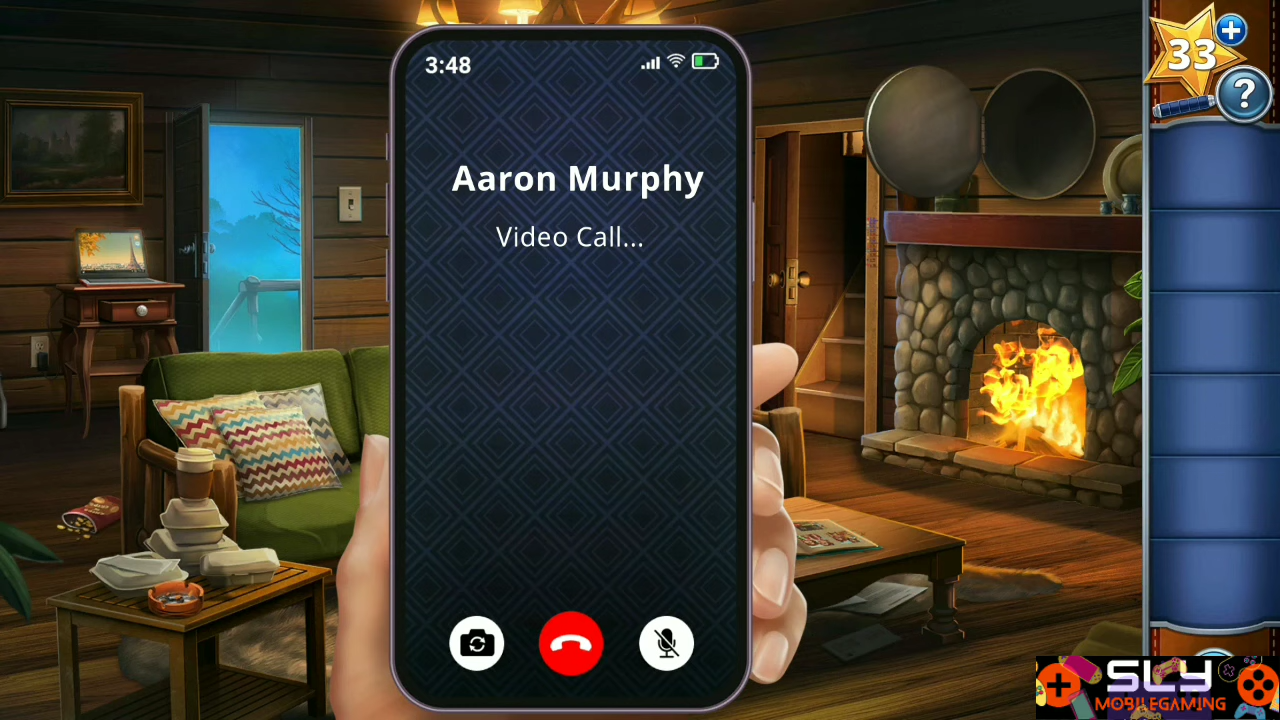 3:48
33
?
Aaron Murphy
Video Call...
SLY
MOBILEGAMING